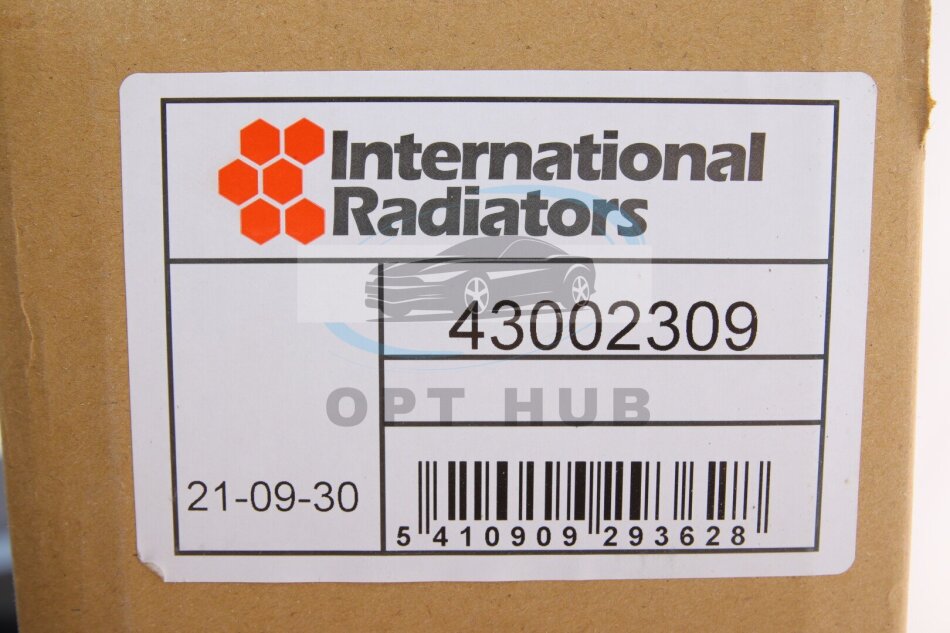 International
Radiators
43002309
OPT HUB
21-09-30
5 410909 293628